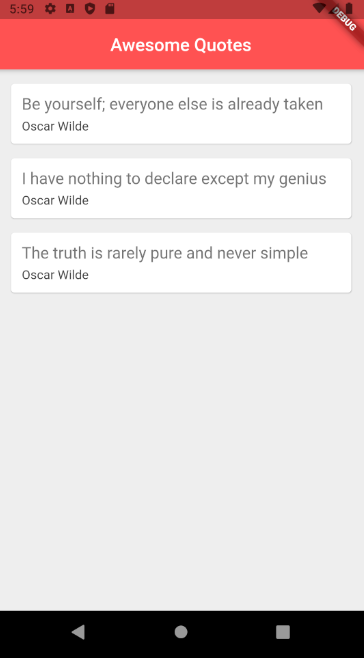 5:59
DEBUG
Awesome Quotes
Be yourself; everyone else is already taken
Oscar Wilde
I have nothing to declare except my genius
Oscar Wilde
The truth is rarely pure and never simple
Oscar Wilde